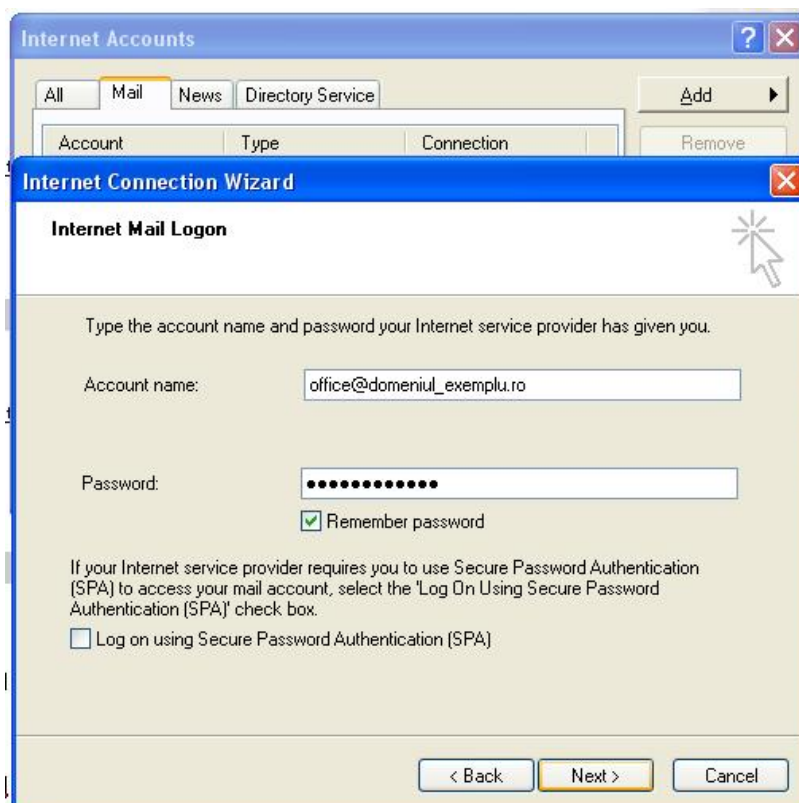 Internet Accounts
All Mail News Directory Service Add
Account Type Connection Remove
Internet Connection Wizard
Internet Mail Logon
Type the account name and password your Internet service provider has given you.
Account name: office@domeniul_exemplu.ro
Password: ●●●●●●●●●●●●
Remember password
If your Internet service provider requires you to use Secure Password Authentication
(SPA) to access your mail account, select the 'Log On Using Secure Password
Authentication (SPA)' check box.
Log on using Secure Password Authentication (SPA)
< Back Next > Cancel